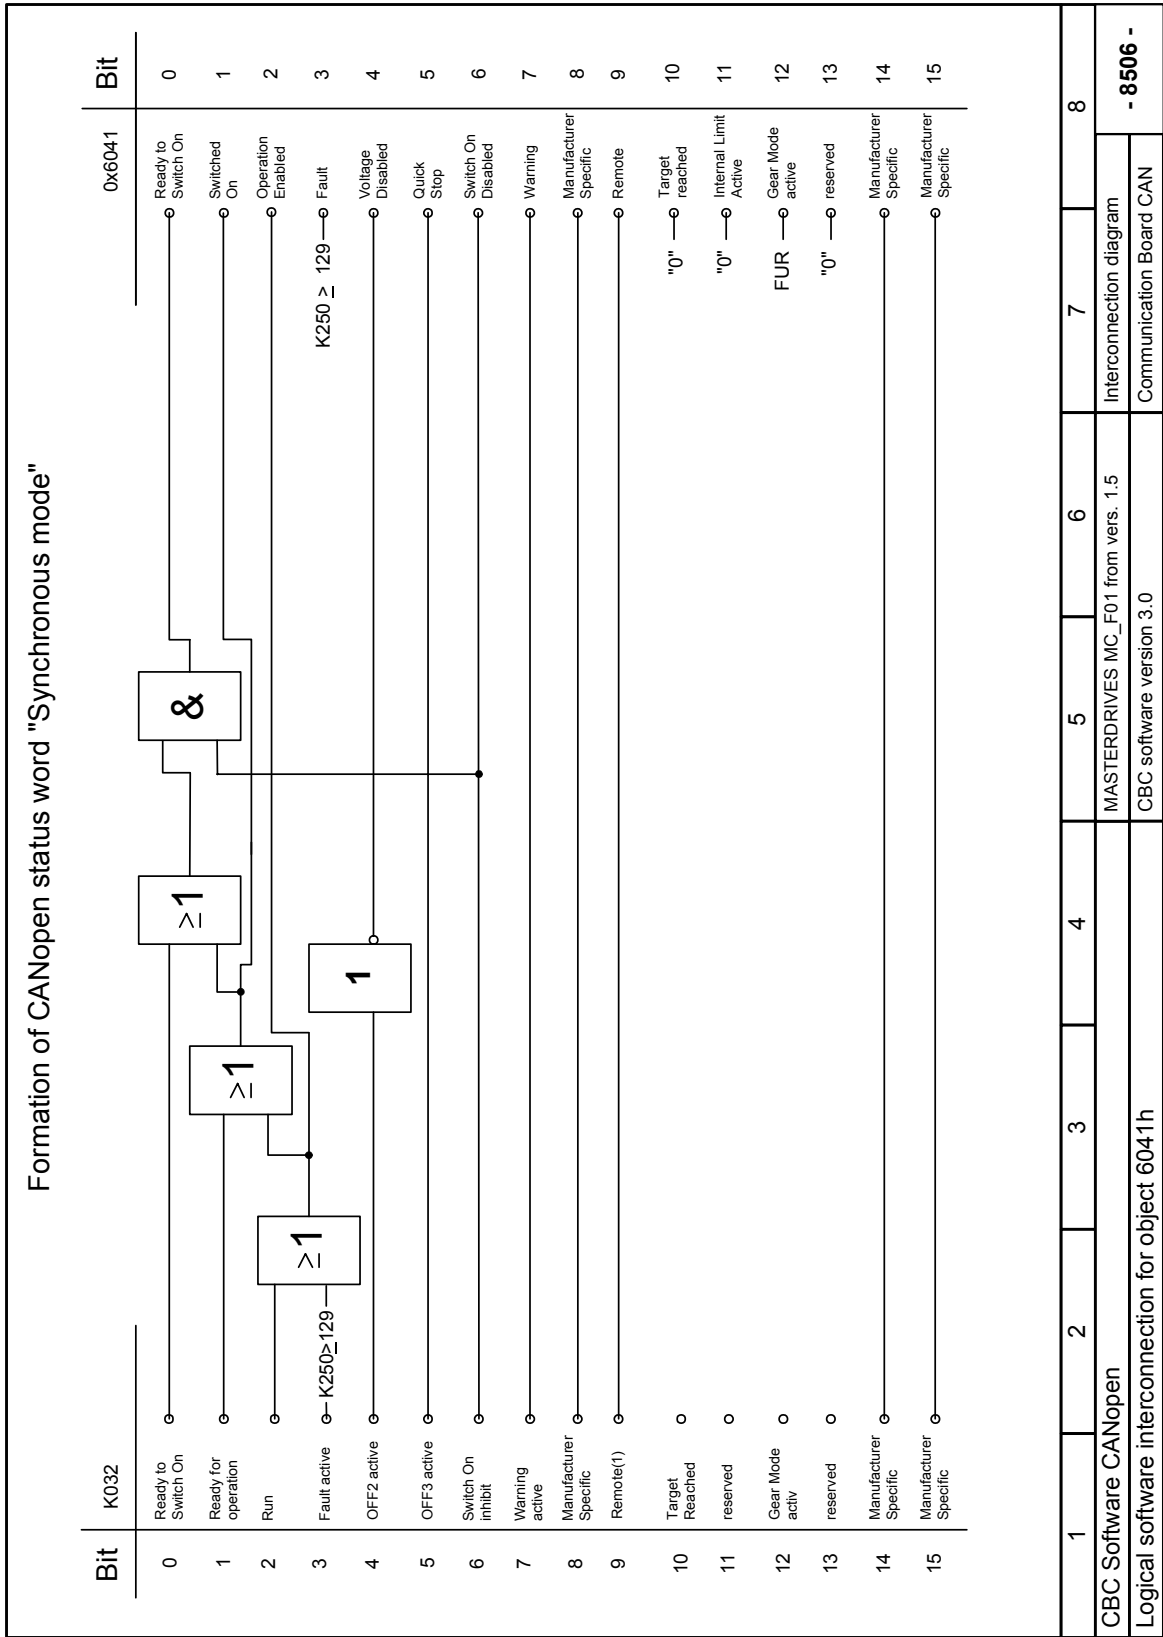 Formation of CANopen status word "Synchronous mode"
Bit
K032
0x6041
Bit
0
Ready to
Switch On
Ready to
Switch On
0
1
Ready for
operation
Switched
On
1
2
Run
Operation
Enabled
2
3
Fault active
K250≥129
K250 ≥ 129
Fault
3
4
OFF2 active
Voltage
Disabled
4
5
OFF3 active
Quick
Stop
5
6
Switch On
inhibit
Switch On
Disabled
6
7
Warning
active
Warning
7
8
Manufacturer
Specific
Manufacturer
Specific
8
9
Remote(1)
Remote
9
10
Target
Reached
"0"
Target
reached
10
11
reserved
"0"
Internal Limit
Active
11
12
Gear Mode
activ
FUR
Gear Mode
active
12
13
reserved
"0"
reserved
13
14
Manufacturer
Specific
Manufacturer
Specific
14
15
Manufacturer
Specific
Manufacturer
Specific
15
≥1
≥1
≥1
1
&
1 2 3 4 5 6 7 8
CBC Software CANopen
MASTERDRIVES MC_F01 from vers. 1.5
Interconnection diagram
- 8506 -
Logical software interconnection for object 6041h
CBC software version 3.0
Communication Board CAN